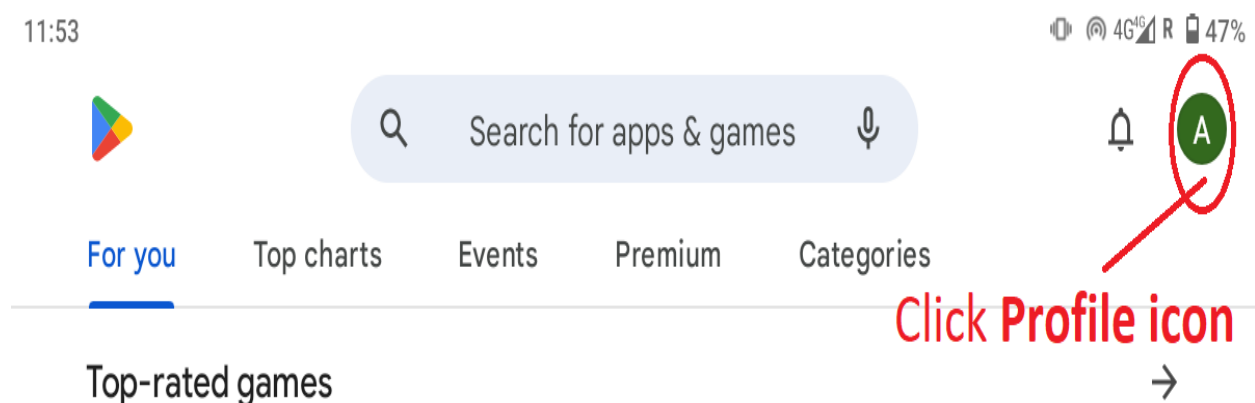 11:53 4G 4G R 47%
Search for apps & games
A
For you Top charts Events Premium Categories
Click Profile icon
Top-rated games